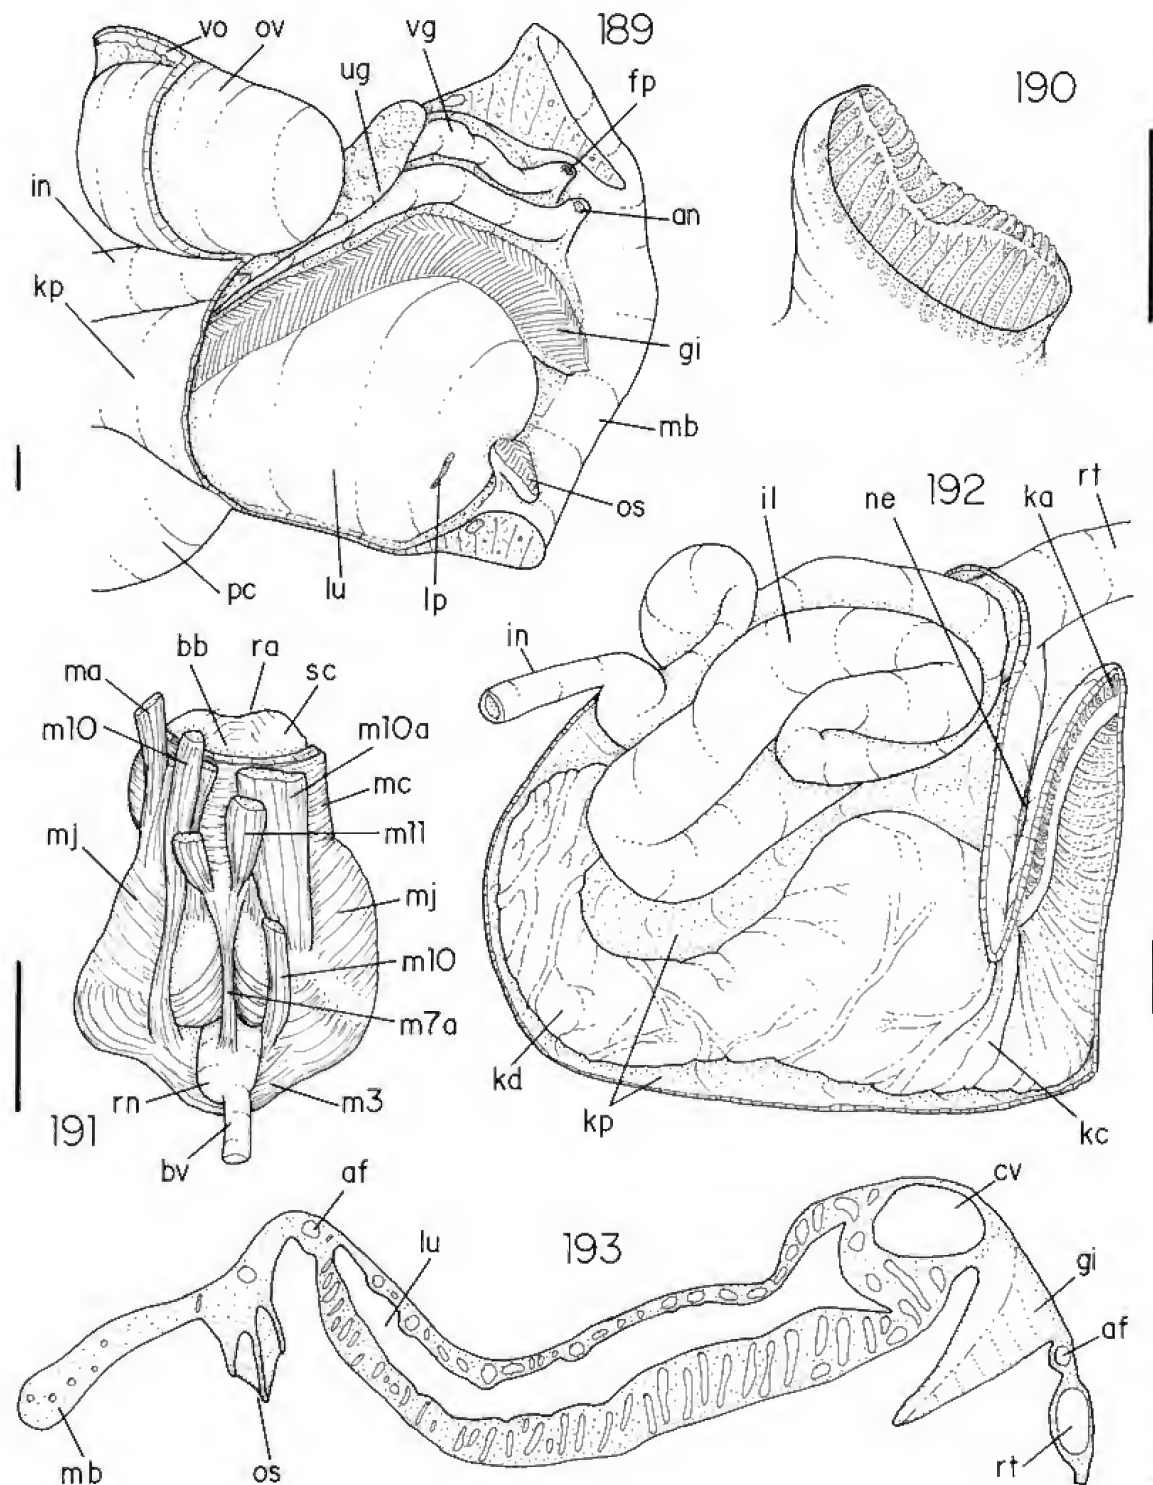 189
vo
ov
vg
ug
fp
in
an
kp
gi
mb
os
pc
lu
lp
190
191
bb
ra
sc
ma
m10
m10a
mc
m11
mj
mj
m10
m7a
rn
m3
bv
192
il
ne
ka
rt
in
kd
kp
kc
193
af
lu
cv
gi
af
mb
os
rt